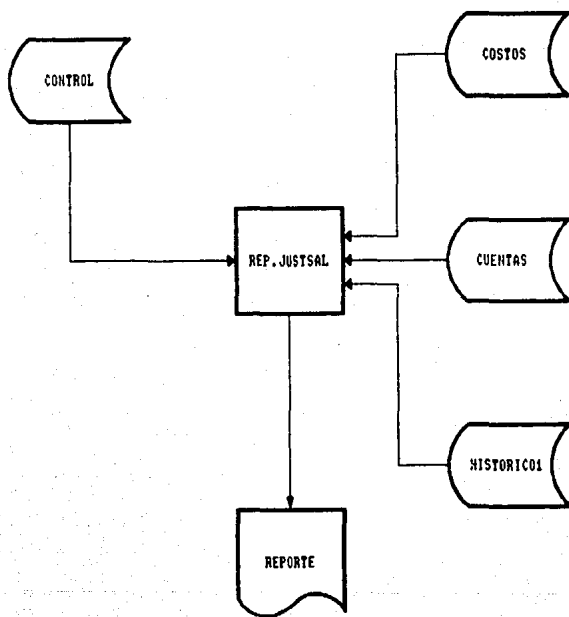 COSTOS
CONTROL
REP.JUSTSAL
CUENTAS
HISTORICO1
REPORTE